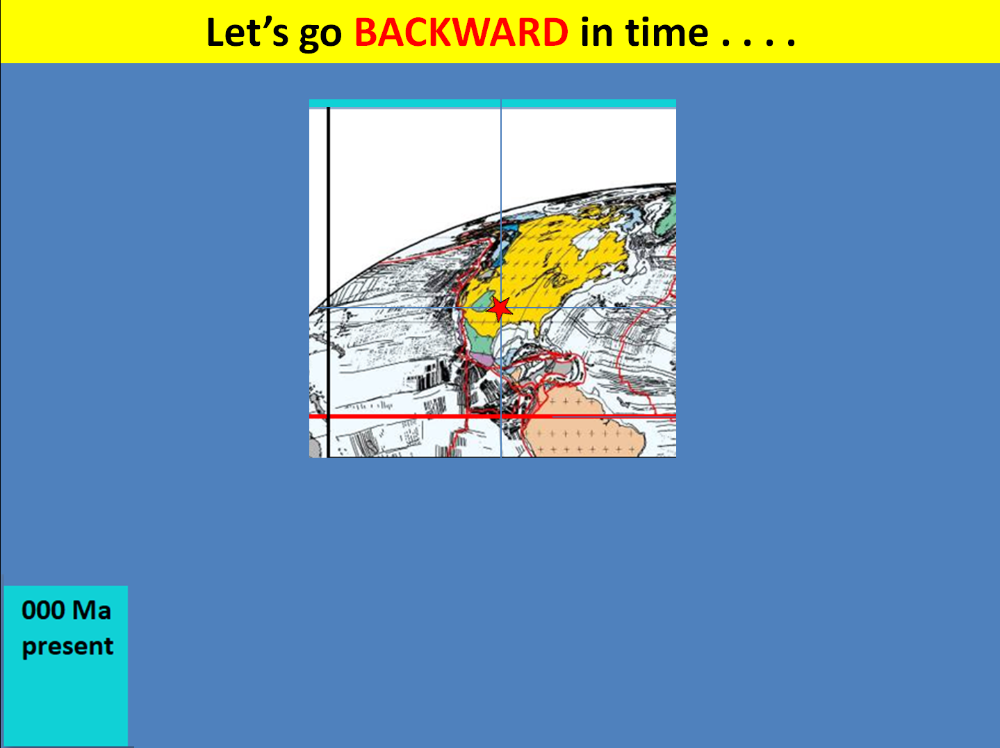 Let’s go BACKWARD in time . . . .
000 Ma
present